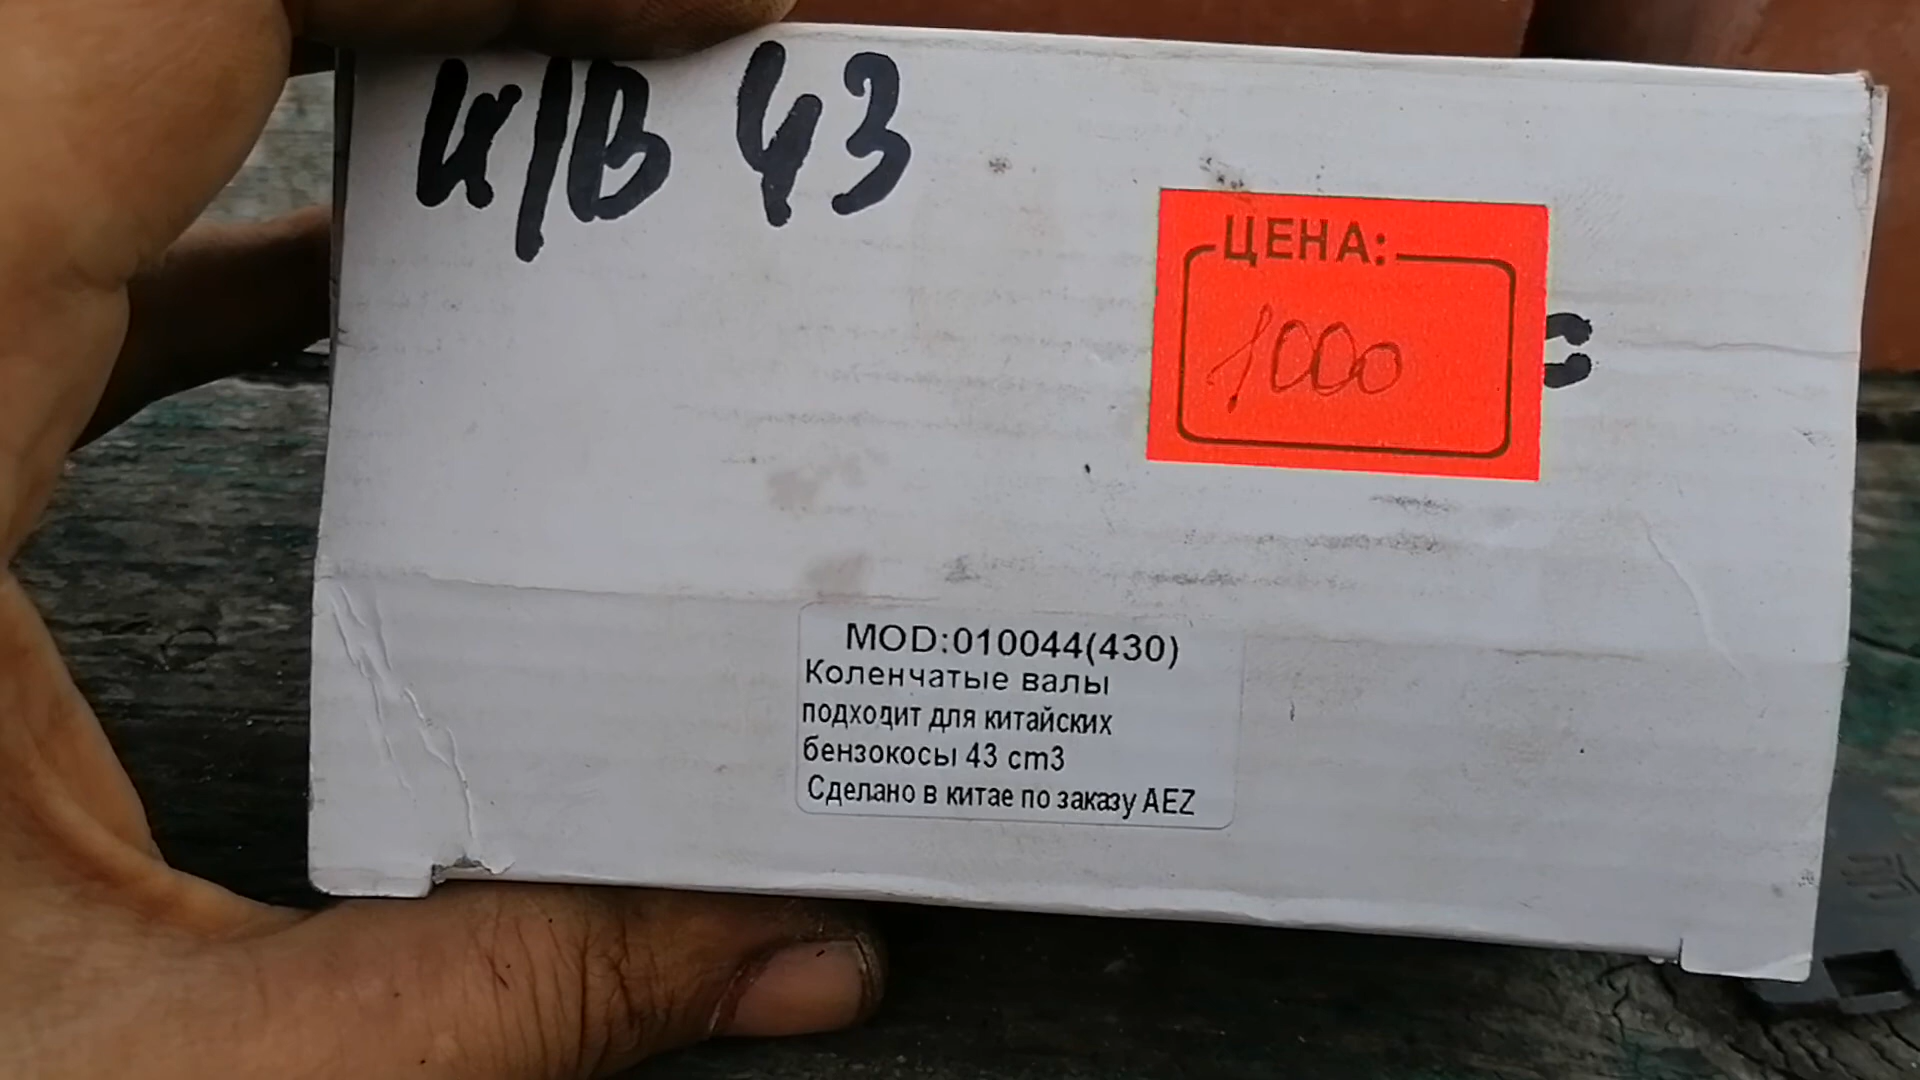 к/в 43
ЦЕНА:
1000
MOD:010044(430)
Коленчатые валы
подходит для китайских
бензокосы 43 cm3
Сделано в китае по заказу AEZ